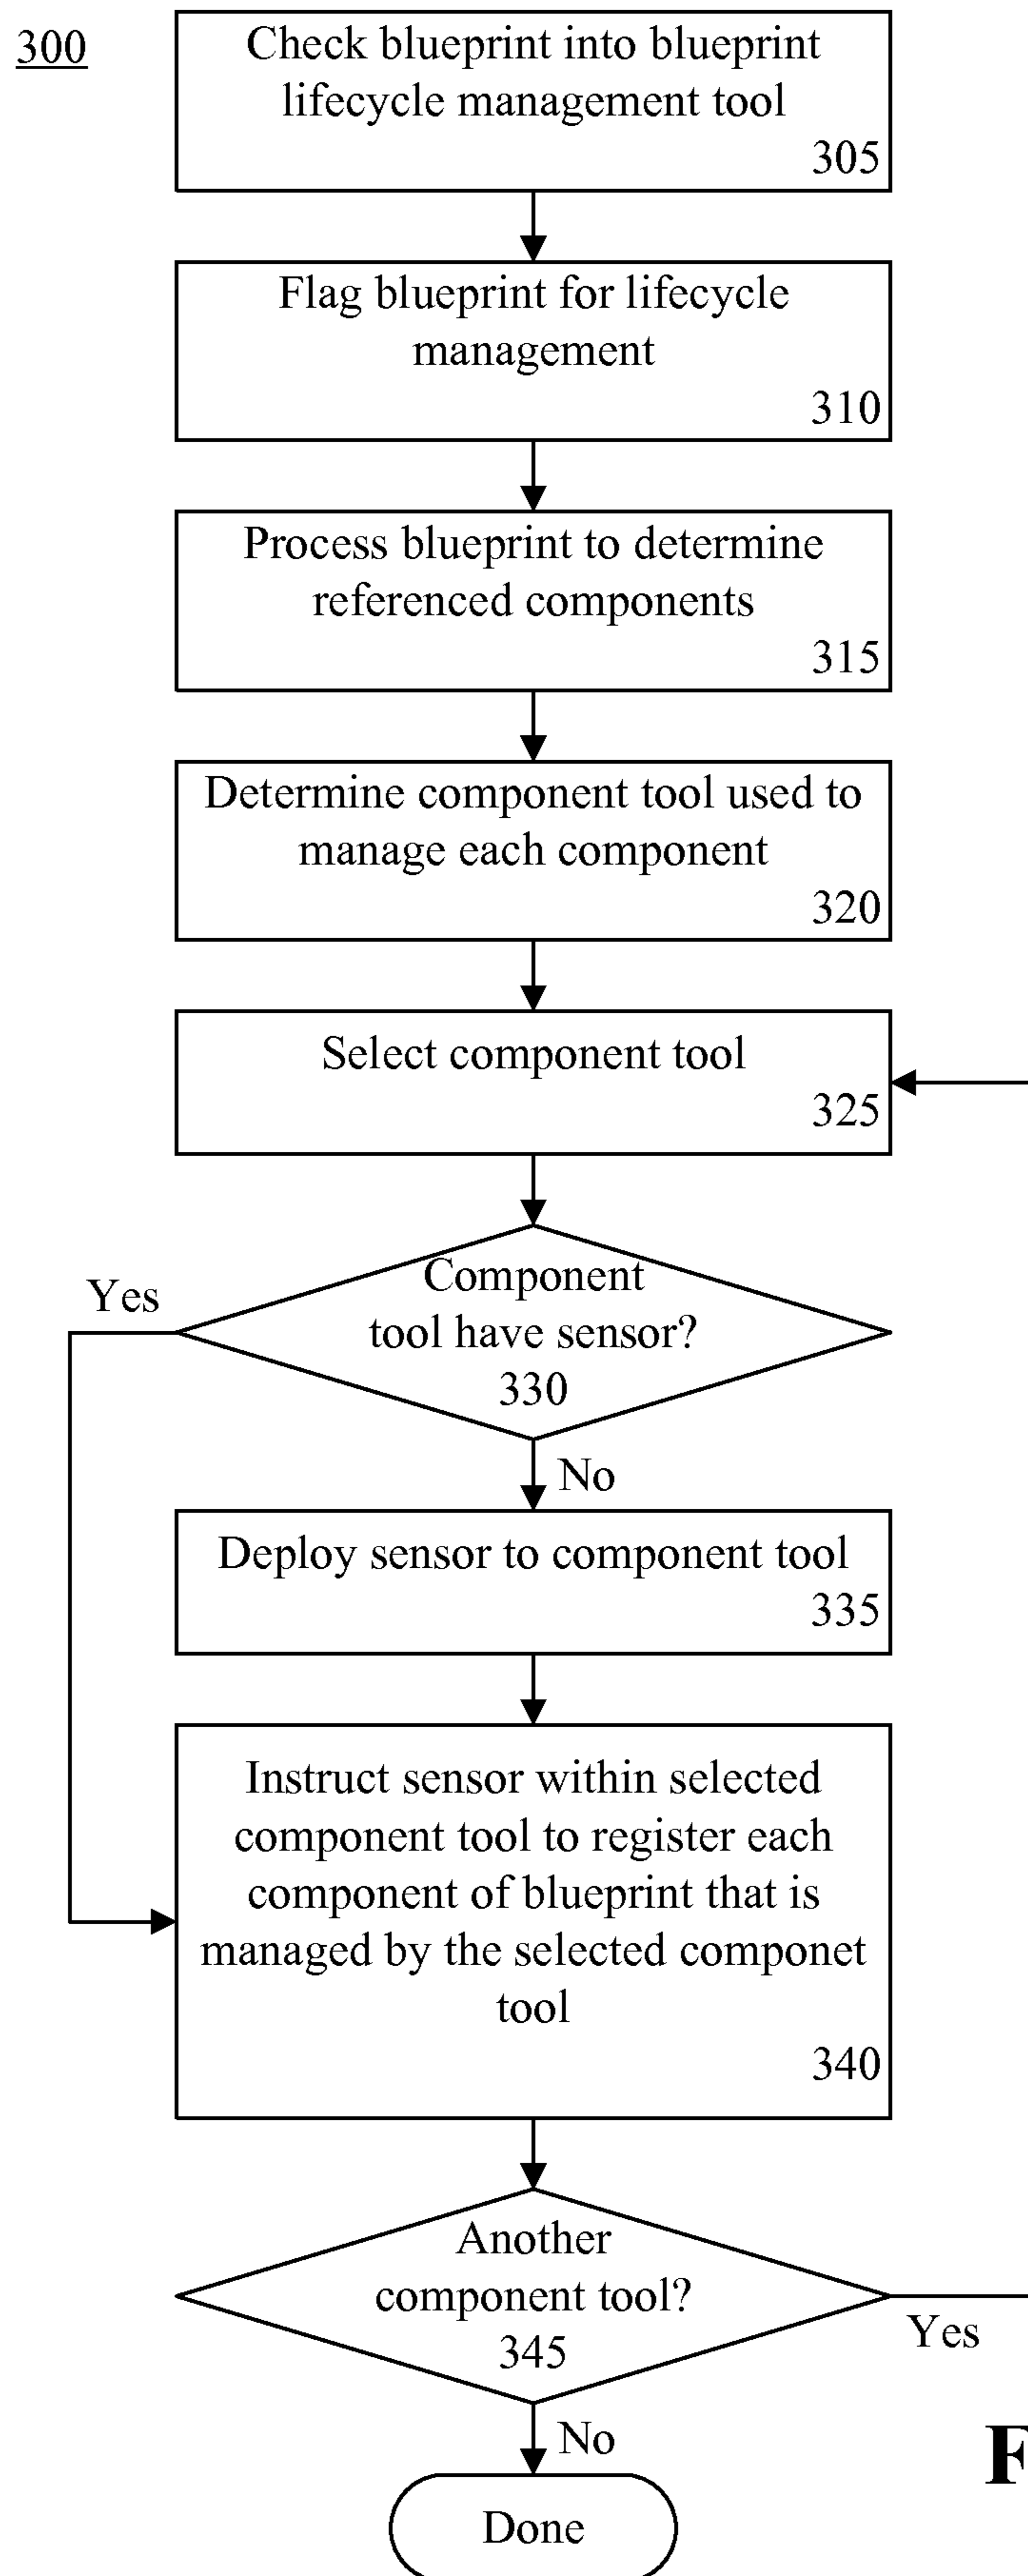 300
Check blueprint into blueprint
lifecycle management tool
305
Flag blueprint for lifecycle
management
310
Process blueprint to determine
referenced components
315
Determine component tool used to
manage each component
320
Select component tool
325
Component
tool have sensor?
330
Yes
No
Deploy sensor to component tool
335
Instruct sensor within selected
component tool to register each
component of blueprint that is
managed by the selected componet
tool
340
Another
component tool?
345
Yes
No
F
Done